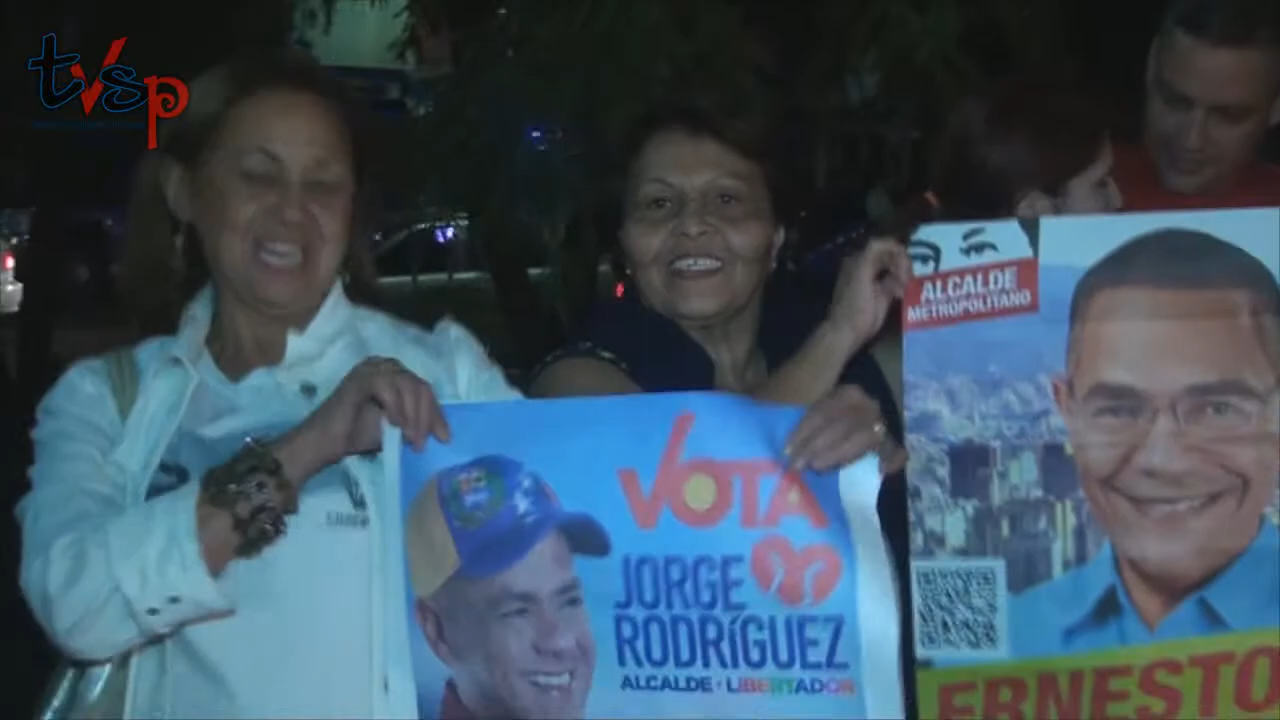 tvsp
ALCALDE
METROPOLITANO
VOTA
JORGE
RODRÍGUEZ
ALCALDE · LIBERTADOR
ERNESTO